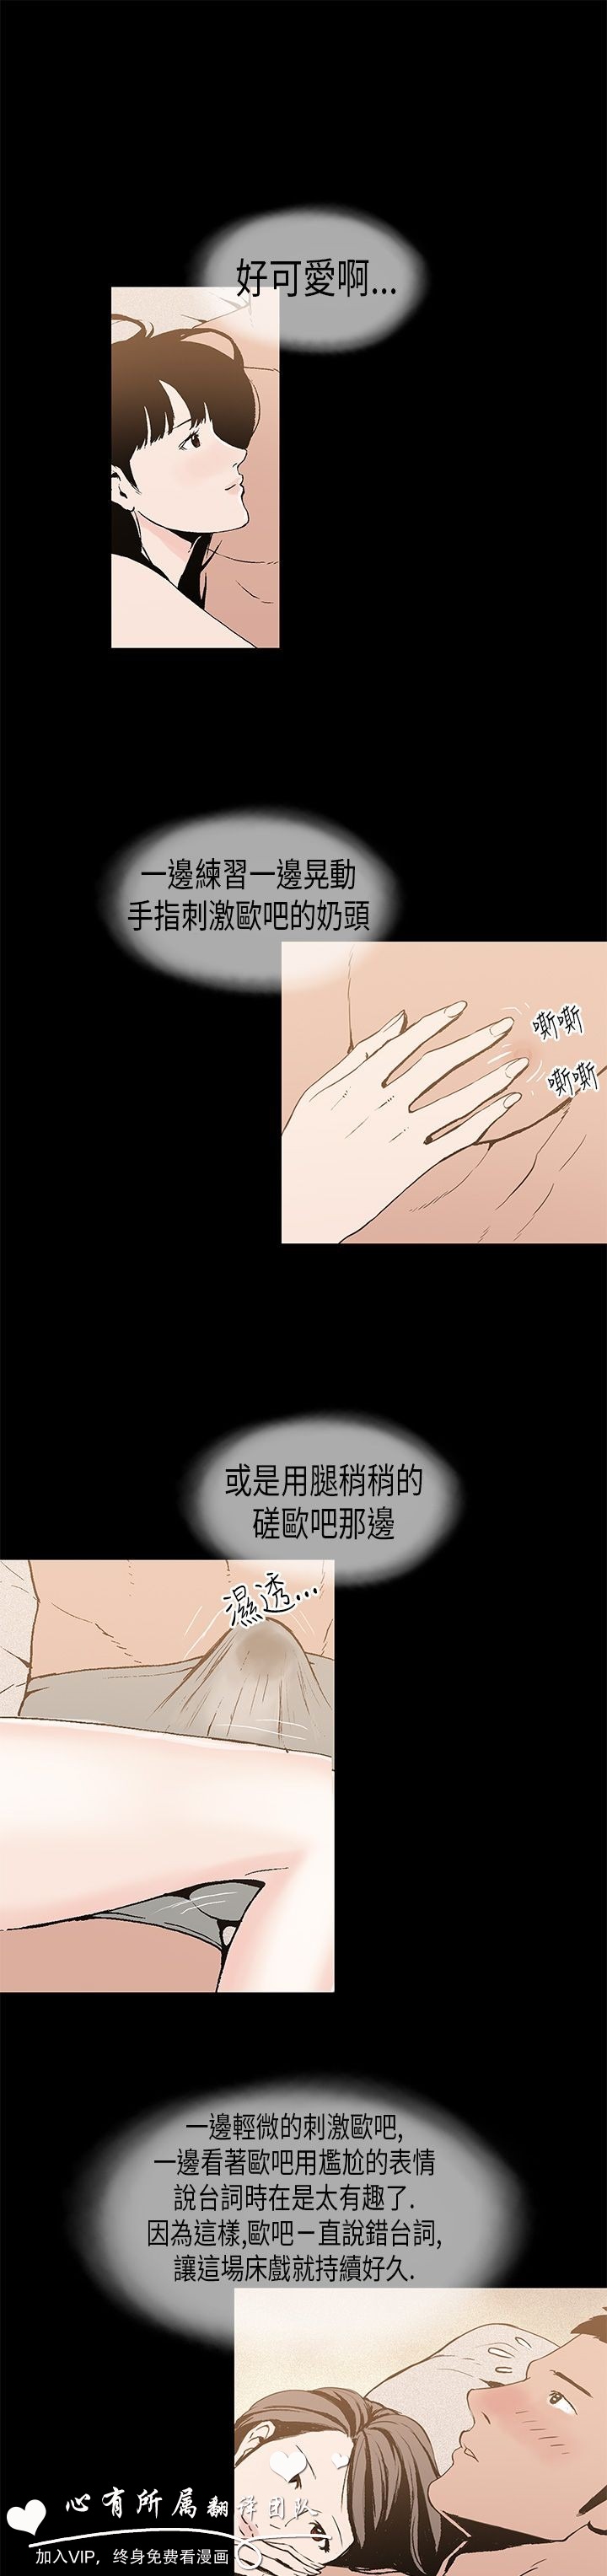 好可愛啊...
一邊練習一邊晃動
手指刺激歐吧的奶頭
嘶嘶
嘶嘶
或是用腿稍稍的
磋歐吧那邊
濕透...
一邊輕微的刺激歐吧,
一邊看著歐吧用尷尬的表情
說台詞時在是太有趣了.
因為這樣,歐吧一直說錯台詞,
讓這場床戲就持續好久.
心有所属翻译团队
加入VIP，终身免费看漫画